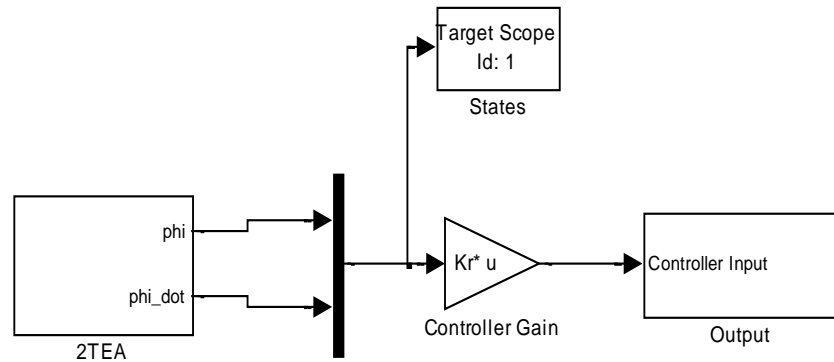 Target Scope
Id: 1
States
phi
phi_dot
2TEA
Kr* u
Controller Gain
Controller Input
Output